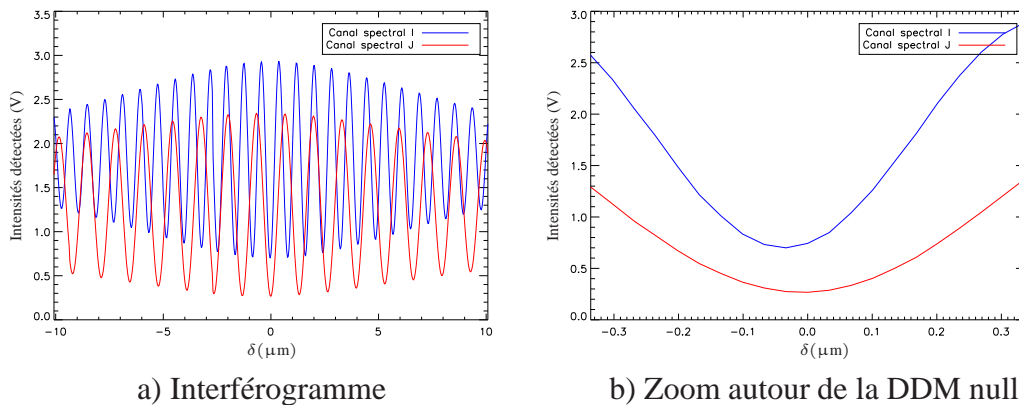 3.5
3.0
2.5
2.0
1.5
1.0
0.5
0.0
Intensités détectées (V)
Canal spectral I
Canal spectral J
−10
−5
0
5
10
δ(μm)
a) Interférogramme
3.0
2.5
2.0
1.5
1.0
0.5
0.0
Intensités détectées (V)
Canal spectral I
Canal spectral J
−0.3
−0.2
−0.1
0.0
0.1
0.2
0.3
δ(μm)
b) Zoom autour de la DDM null